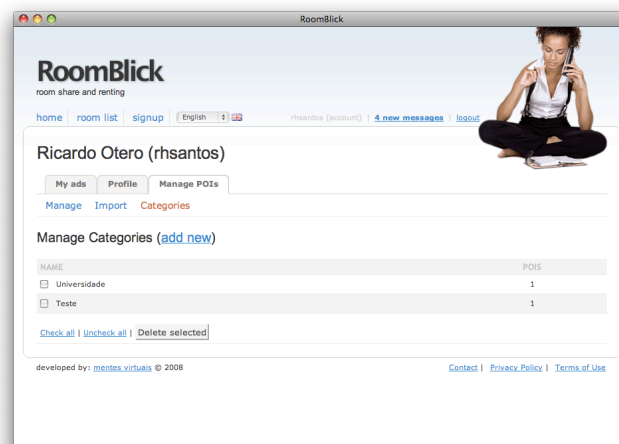 RoomBlick
RoomBlick
room share and renting
home room list signup English rhsantos (account) | 4 new messages | logout
Ricardo Otero (rhsantos)
My ads Profile Manage POIs
Manage Import Categories
Manage Categories (add new)
NAME POIS
Universidade 1
Teste 1
Check all | Uncheck all | Delete selected
developed by: mentes virtuais © 2008 Contact | Privacy Policy | Terms of Use